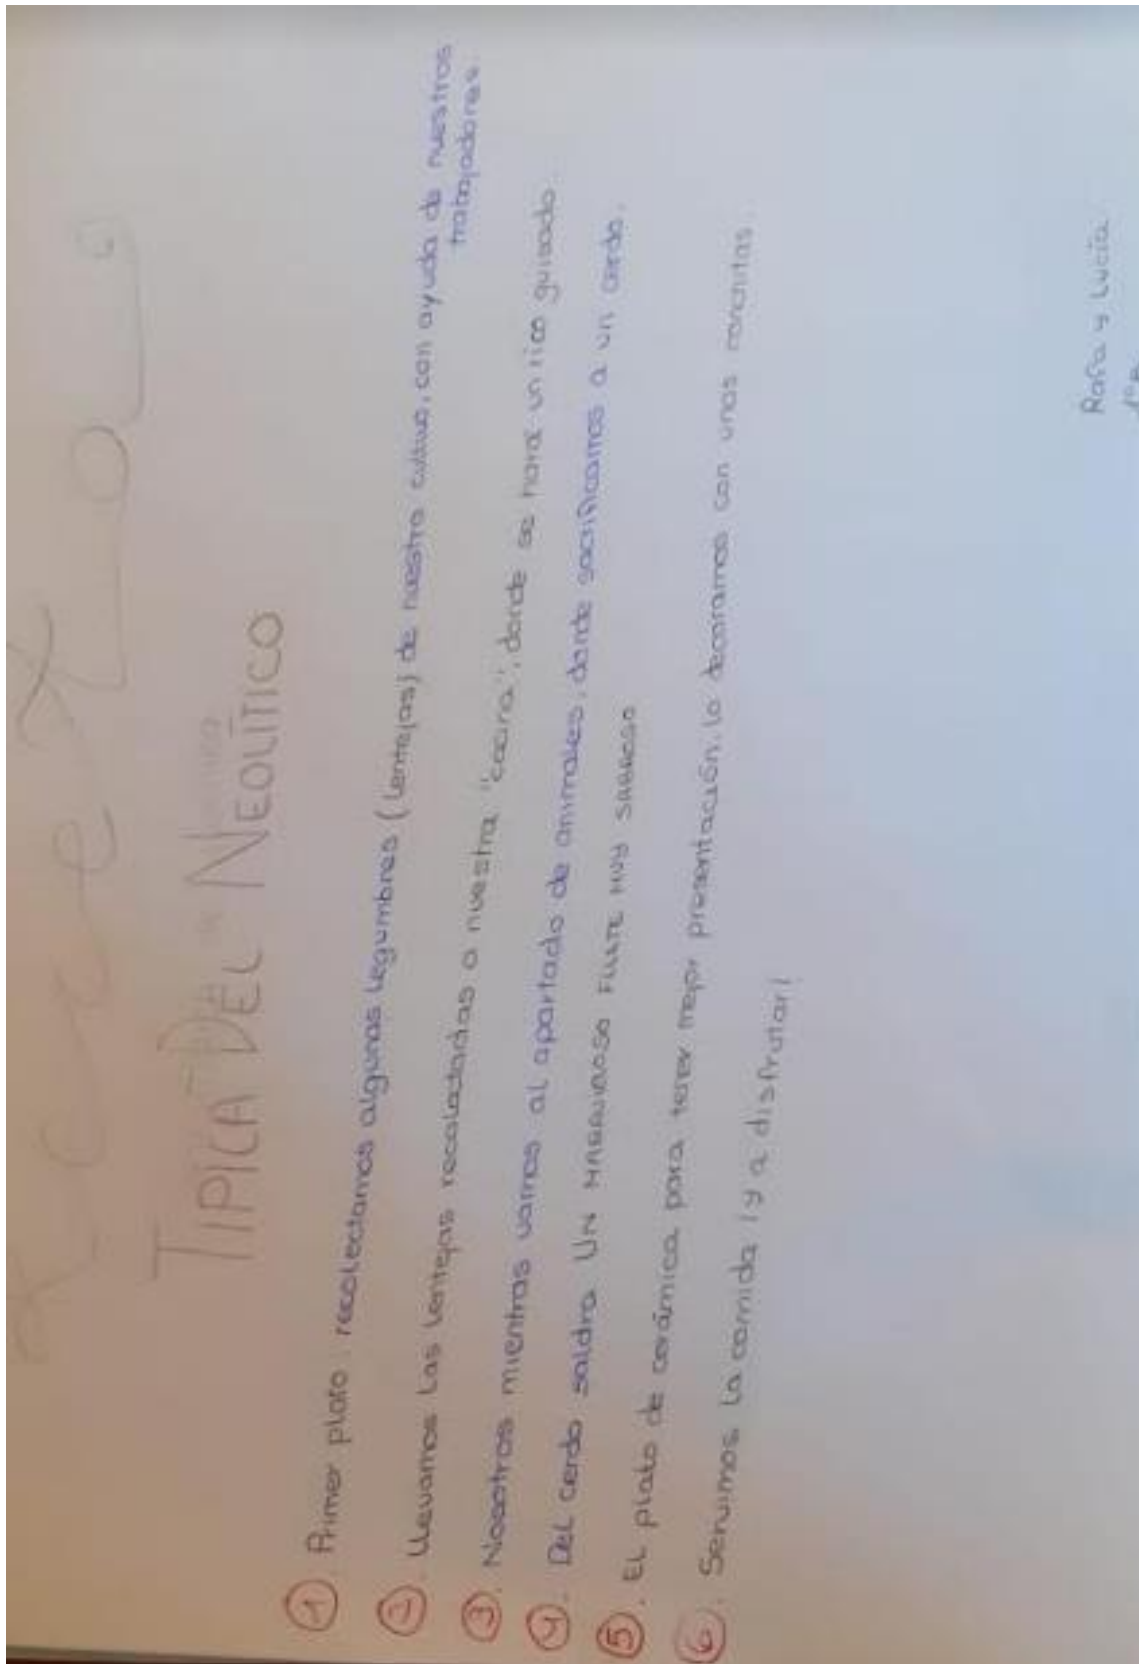 TIPICA DEL NEOLÍTICO
1. Primer plato: recolectamos algunas legumbres (lentejas) de nuestro cultivo, con ayuda de nuestros
trabajadores.
2. Llevamos las lentejas recolectadas a nuestra "cocina", donde se hará un rico guisado.
3. Nosotros mientras vamos al apartado de animales, donde sacrificamos a un cerdo.
4. Del cerdo saldra UN MARAVILLOSO FILETE MUY SABROSO
5. El plato de cerámica para tener mejor presentación, lo decoramos con unas conchitas.
6. Servimos la comida ¡y a disfrutar!
Rafa y Lucía